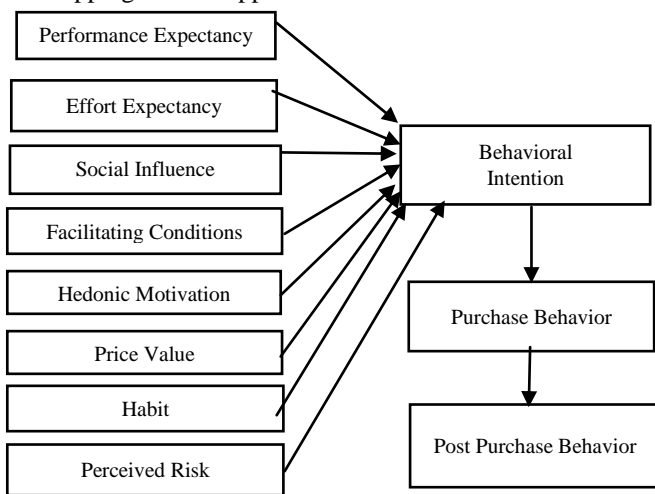 Performance Expectancy
Effort Expectancy
Social Influence
Facilitating Conditions
Hedonic Motivation
Price Value
Habit
Perceived Risk
Behavioral
Intention
Purchase Behavior
Post Purchase Behavior